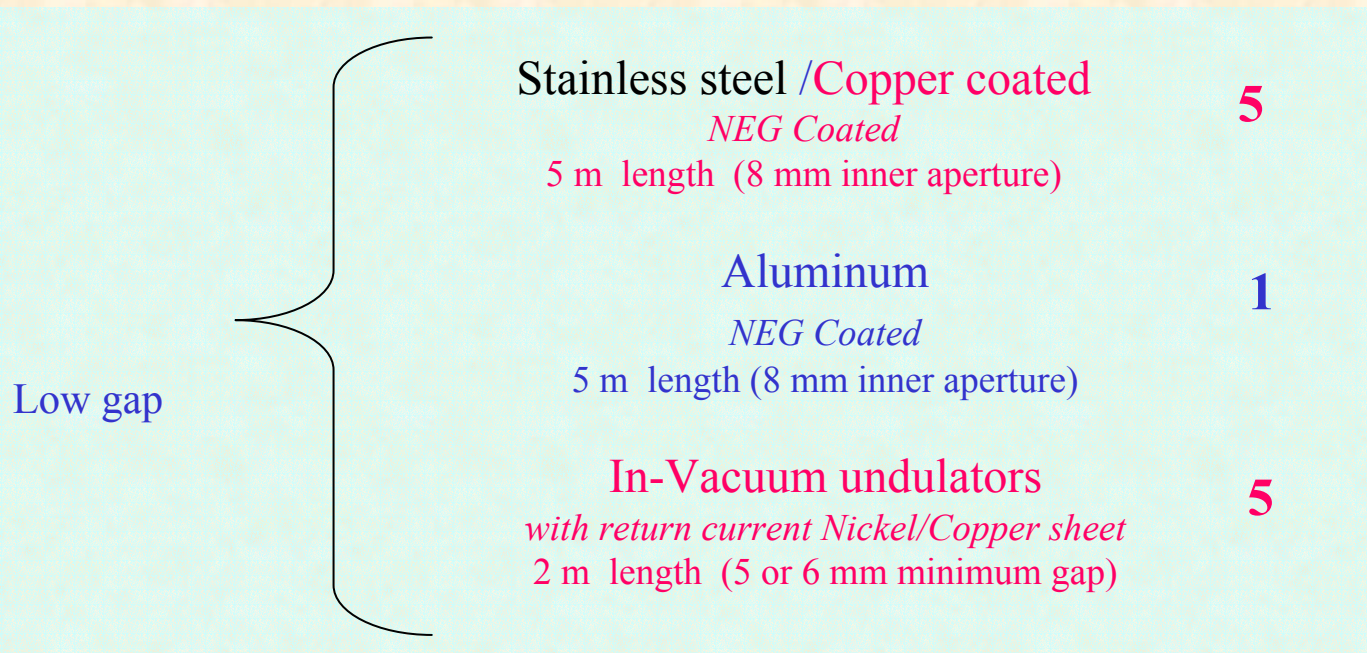 Low gap
Stainless steel /Copper coated
NEG Coated
5 m length (8 mm inner aperture)
5
Aluminum
NEG Coated
5 m length (8 mm inner aperture)
1
In-Vacuum undulators
with return current Nickel/Copper sheet
2 m length (5 or 6 mm minimum gap)
5